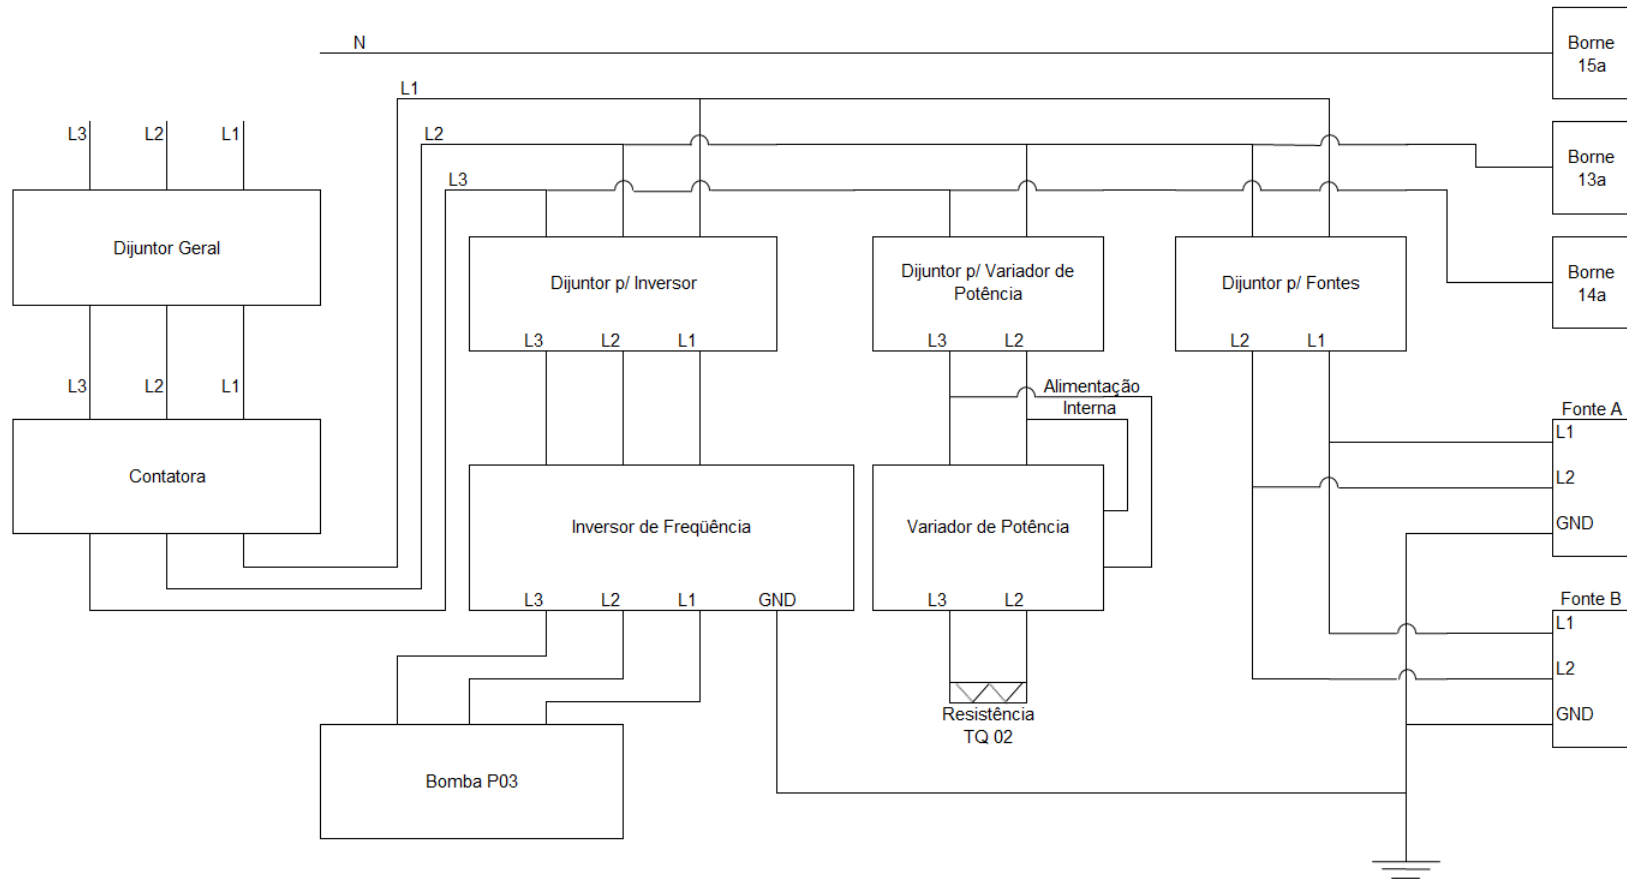 N
Borne
15a
L1
L3
L2
L1
L2
Borne
13a
L3
Dijuntor Geral
Dijuntor p/ Inversor
Dijuntor p/ Variador de
Potência
Dijuntor p/ Fontes
Borne
14a
L3
L2
L1
L3
L2
L2
L1
L3
L2
L1
Alimentação
Interna
Fonte A
L1
L2
GND
Contatora
Inversor de Freqüência
Variador de Potência
L3
L2
L1
GND
L3
L2
Fonte B
L1
L2
GND
Resistência
TQ 02
Bomba P03